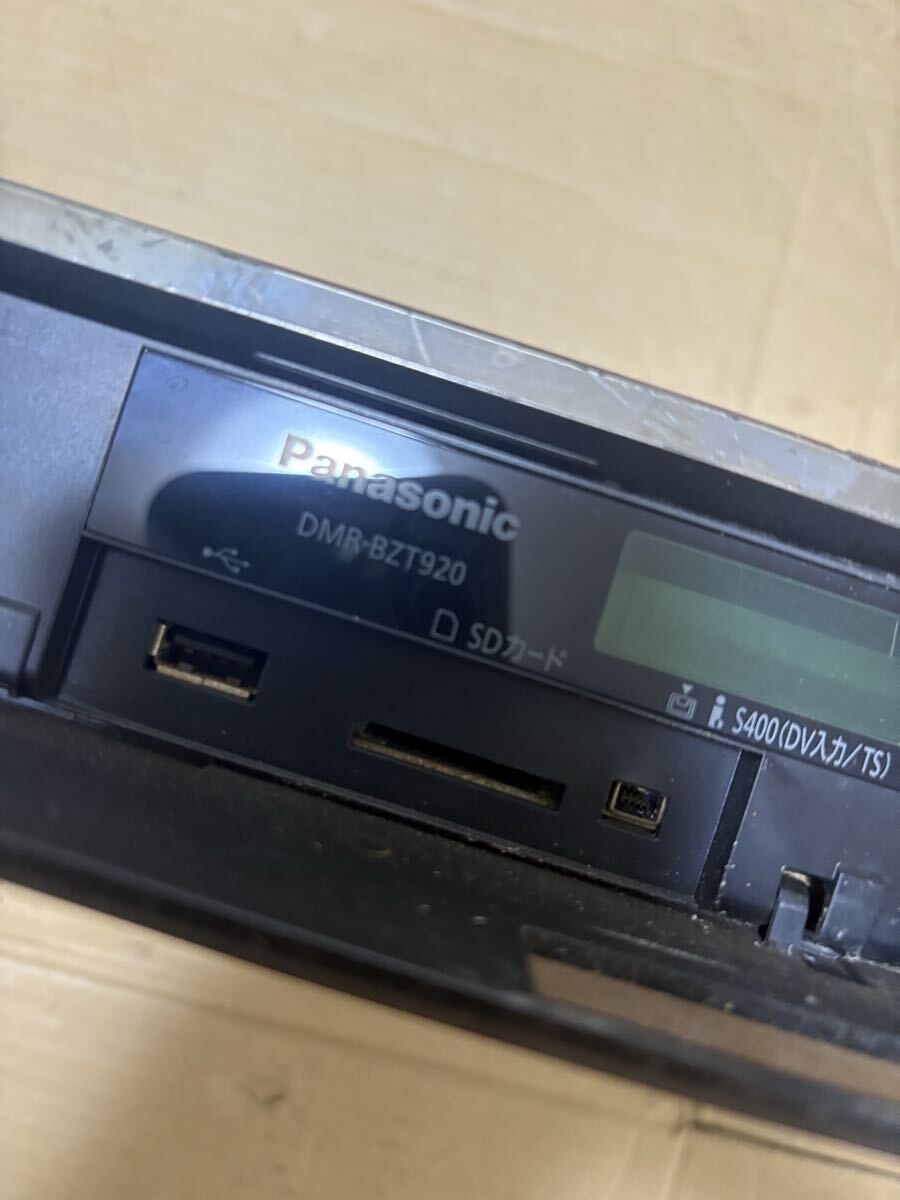 Panasonic
DMR-BZT920
SDカード
S400(DV入力/TS)